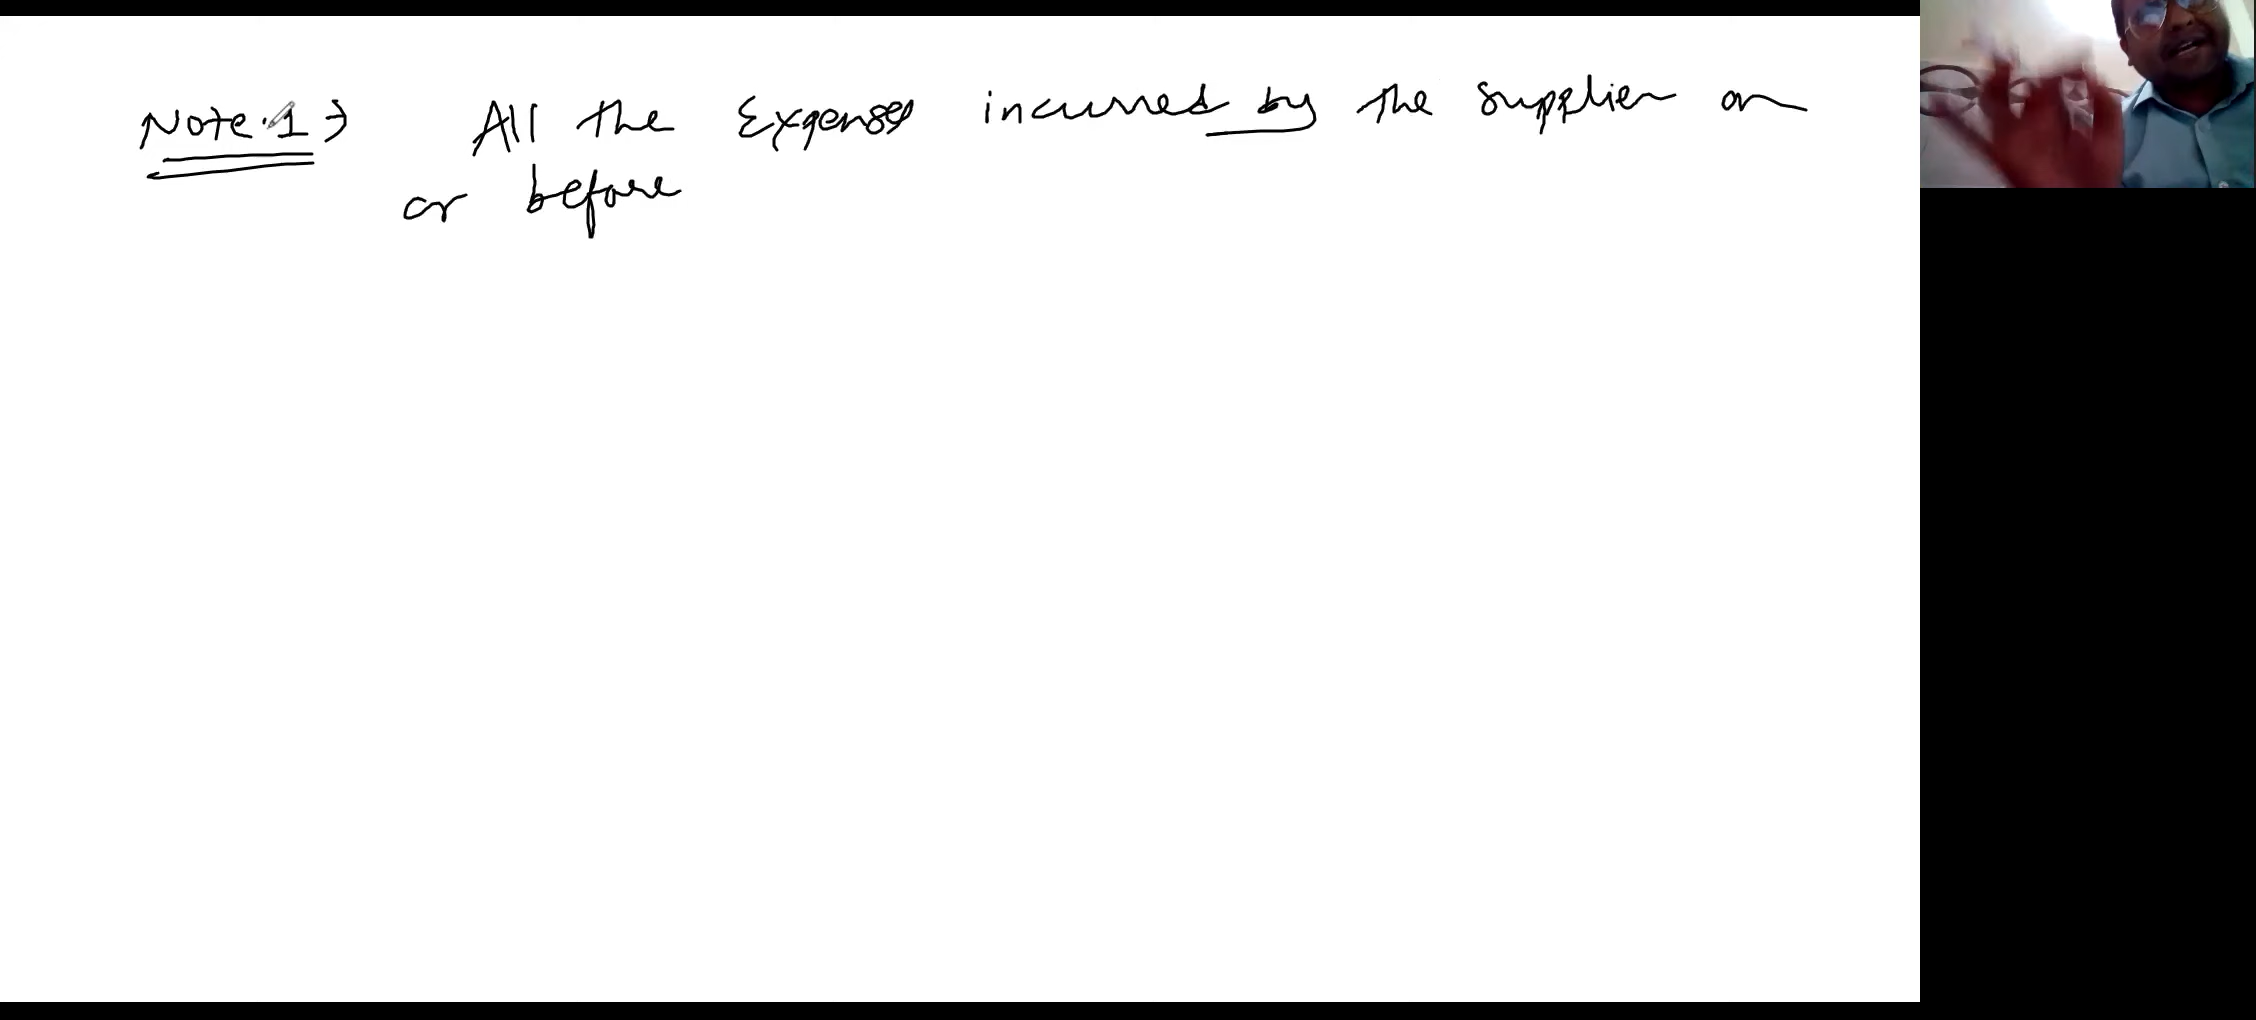 Note.1→ All the Expenses incurred by the supplier on
or before